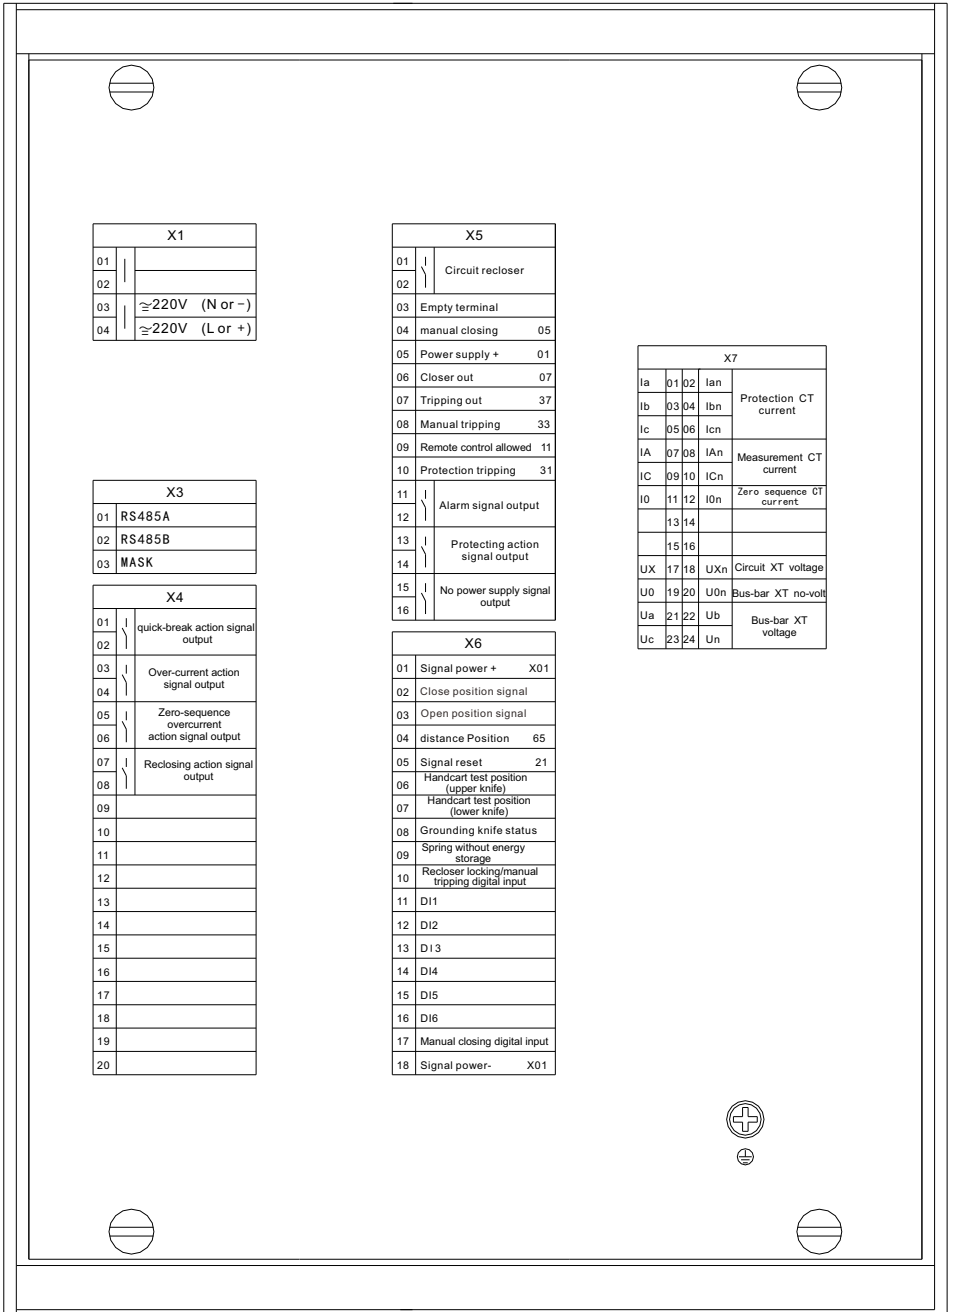 X1
01
02
03 ≃220V (N or −)
04 ≃220V (L or +)
X3
01 RS485A
02 RS485B
03 MASK
X4
01
02
quick-break action signal
output
03
04
Over-current action
signal output
05
06
Zero-sequence
overcurrent
action signal output
07
08
Reclosing action signal
output
09
10
11
12
13
14
15
16
17
18
19
20
X5
01
02
Circuit recloser
03 Empty terminal
04 manual closing 05
05 Power supply + 01
06 Closer out 07
07 Tripping out 37
08 Manual tripping 33
09 Remote control allowed 11
10 Protection tripping 31
11
12
Alarm signal output
13
14
Protecting action
signal output
15
16
No power supply signal
output
X6
01 Signal power + X01
02 Close position signal
03 Open position signal
04 distance Position 65
05 Signal reset 21
06 Handcart test position
(upper knife)
07 Handcart test position
(lower knife)
08 Grounding knife status
09 Spring without energy
storage
10 Recloser locking/manual
tripping digital input
11 DI1
12 DI2
13 DI3
14 DI4
15 DI5
16 DI6
17 Manual closing digital input
18 Signal power- X01
X7
Ia 01 02 Ian
Ib 03 04 Ibn
Ic 05 06 Icn
Protection CT
current
IA 07 08 IAn
IC 09 10 ICn
Measurement CT
current
I0 11 12 I0n
Zero sequence CT
current
13 14
15 16
UX 17 18 UXn Circuit XT voltage
U0 19 20 U0n Bus-bar XT no-volt
Ua 21 22 Ub
Uc 23 24 Un
Bus-bar XT
voltage